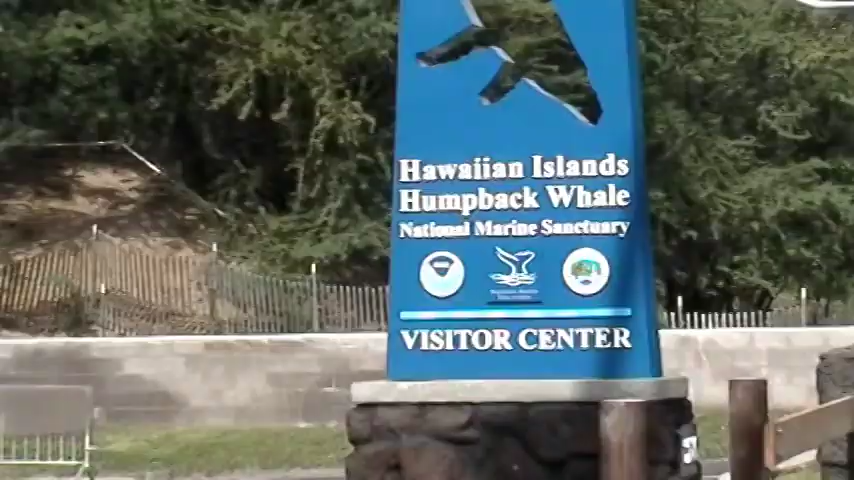 Hawaiian Islands
Humpback Whale
National Marine Sanctuary
VISITOR CENTER